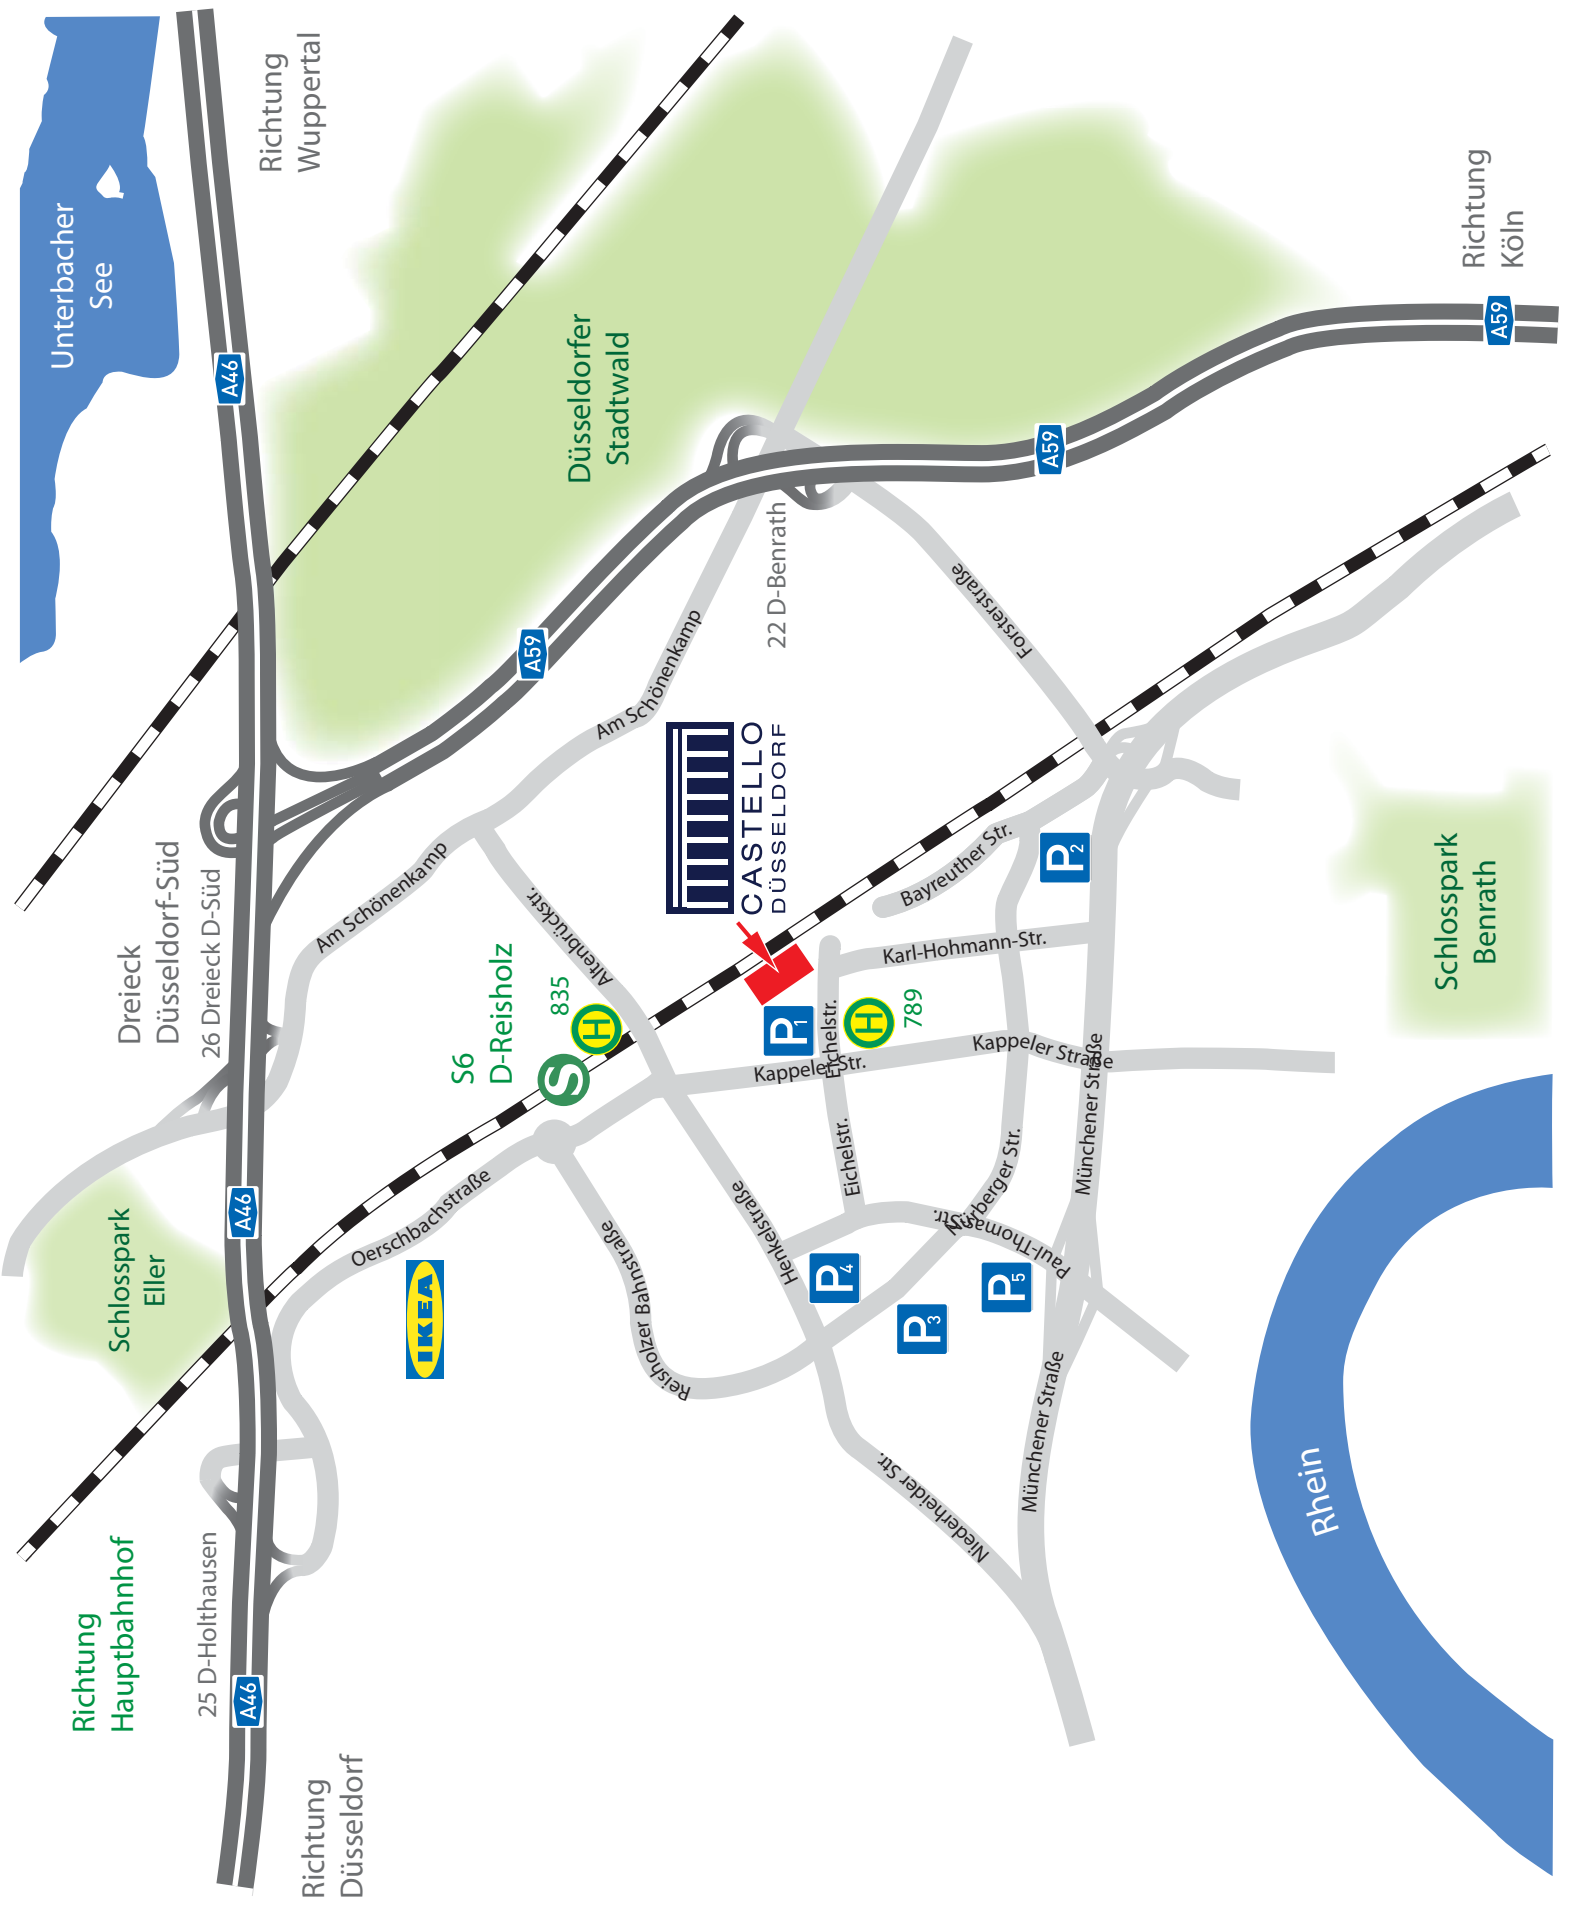 Unterbacher
See
Richtung
Wuppertal
A46
Düsseldorfer
Stadtwald
Richtung
Köln
A59
A59
A59
22 D-Benrath
Forsterstraße
Am Schönenkamp
Am Schönenkamp
CASTELLO
DÜSSELDORF
Dreieck
Düsseldorf-Süd
26 Dreieck D-Süd
Altenbrückstr.
Bayreuther Str.
P2
Karl-Hohmann-Str.
Schlosspark
Benrath
S6
D-Reisholz
835
H
S
P1
Eichelstr.
H
789
Kappeler Str.
Kappeler Straße
Münchener Straße
Eichelstr.
Nürberger Str.
Paul-Thomas-Str.
Schlosspark
Eller
A46
Oerschbachstraße
IKEA
Reisholzer Bahnstraße
Henkelstraße
P4
P3
P5
Münchener Straße
Niederheider Str.
Rhein
Richtung
Hauptbahnhof
25 D-Holthausen
A46
Richtung
Düsseldorf